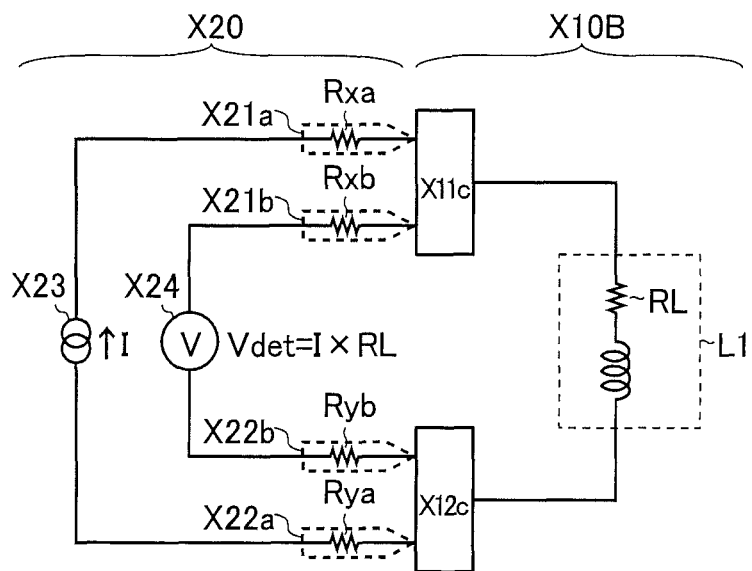 X20
X10B
Rxa
X21a
X21b
Rxb
X11c
X23
X24
↑I
V
Vdet=I × RL
RL
L1
Ryb
X22b
Rya
X22a
X12c